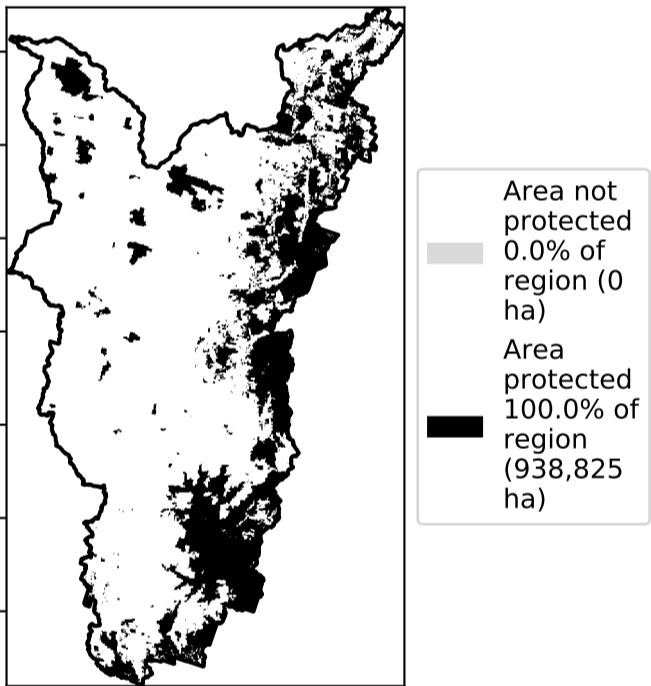 Area not
protected
0.0% of
region (0
ha)
Area
protected
100.0% of
region
(938,825
ha)